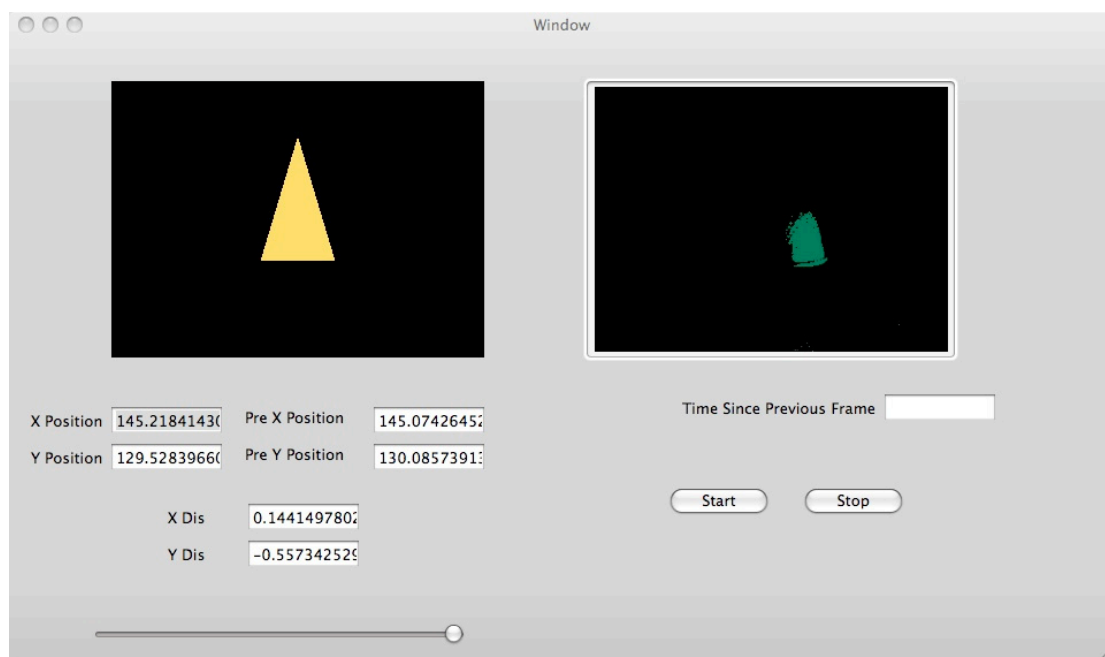 Window
X Position 145.21841430 Pre X Position 145.07426452
Y Position 129.52839660 Pre Y Position 130.08573913
X Dis 0.1441497802
Y Dis -0.557342529
Time Since Previous Frame
Start Stop